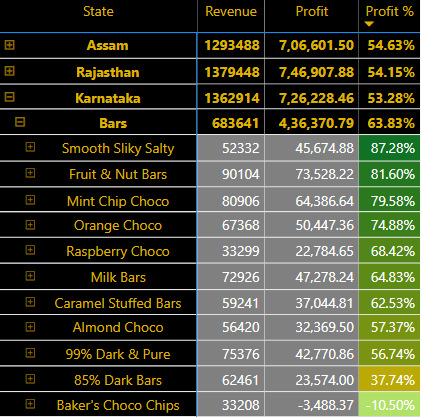 State Revenue Profit Profit %
Assam 1293488 7,06,601.50 54.63%
Rajasthan 1379448 7,46,907.88 54.15%
Karnataka 1362914 7,26,228.46 53.28%
Bars 683641 4,36,370.79 63.83%
Smooth Sliky Salty 52332 45,674.88 87.28%
Fruit & Nut Bars 90104 73,528.22 81.60%
Mint Chip Choco 80906 64,386.64 79.58%
Orange Choco 67368 50,447.36 74.88%
Raspberry Choco 33299 22,784.65 68.42%
Milk Bars 72926 47,278.24 64.83%
Caramel Stuffed Bars 59241 37,044.81 62.53%
Almond Choco 56420 32,369.50 57.37%
99% Dark & Pure 75376 42,770.86 56.74%
85% Dark Bars 62461 23,574.00 37.74%
Baker's Choco Chips 33208 -3,488.37 -10.50%